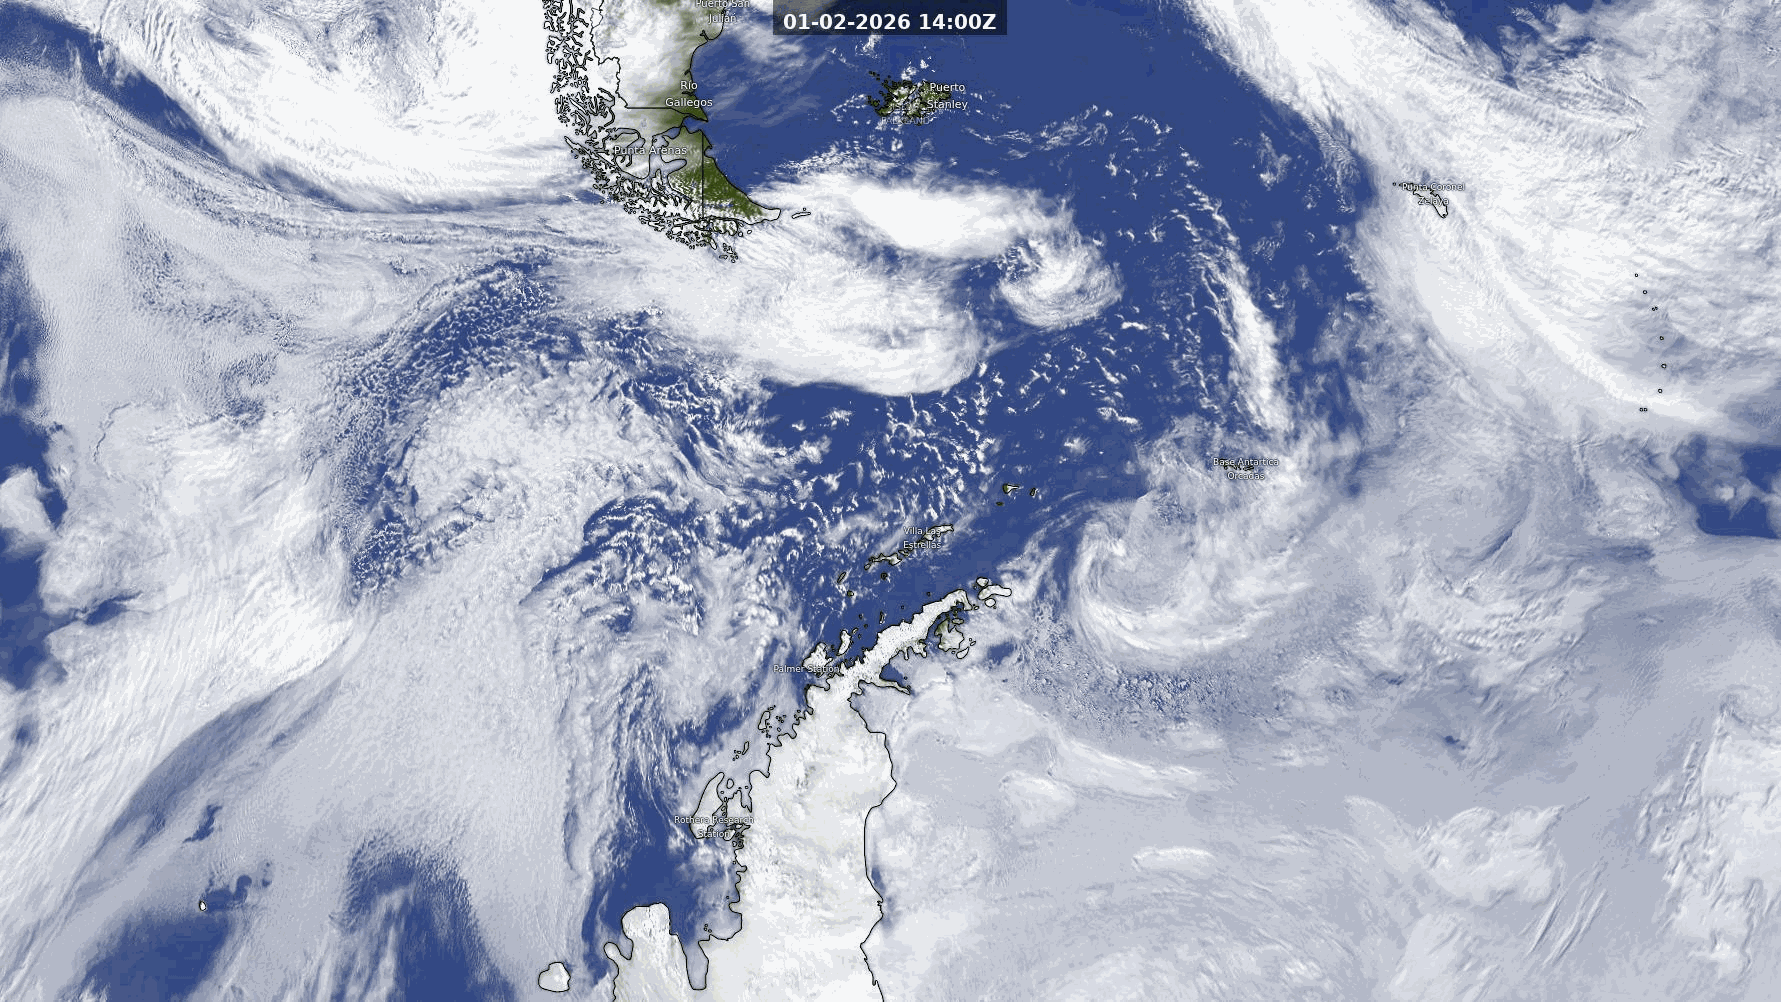 Puerto San
Julián
01-02-2026 14:00Z
Río
Gallegos
Puerto
Stanley
FALKLAND
Punta Arenas
Punta Coronel
Zelaya
Base Antartica
Orcadas
Villa Las
Estrellas
Palmer Station
Rothera Research
Station